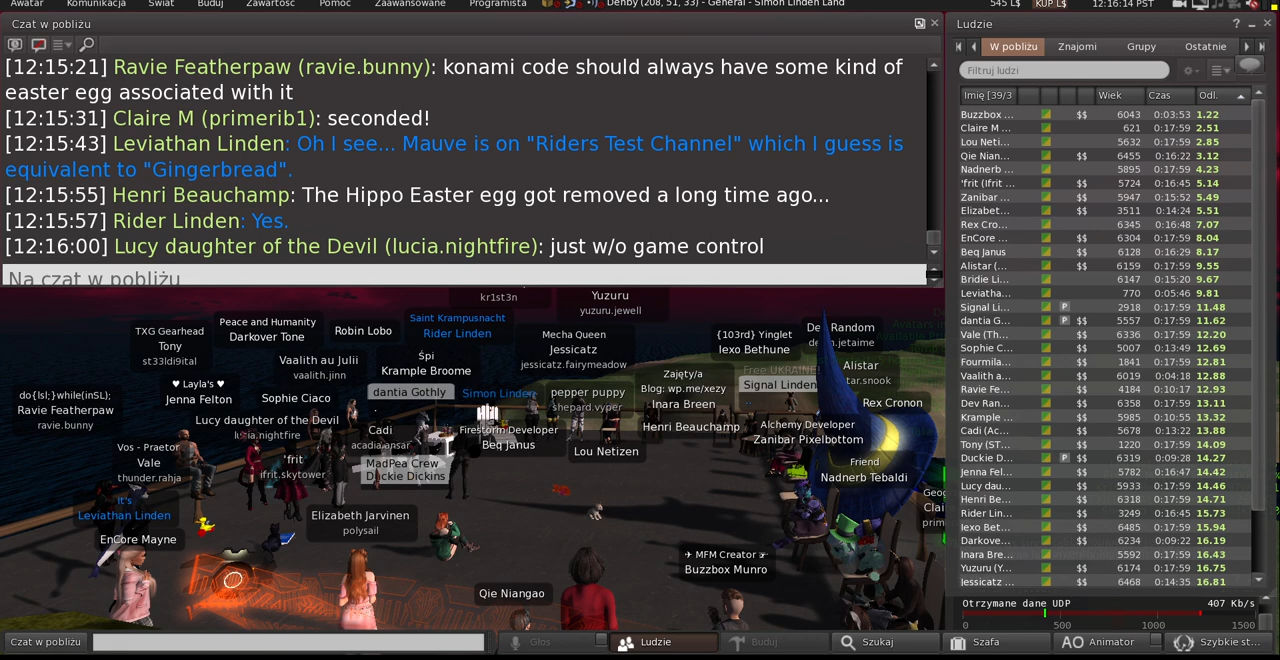 Awatar Komunikacja Świat Buduj Zawartość Pomoc Zaawansowane Programista Denby (208, 51, 33) - General - Simon Linden Land 545 L$ KUP L$ 12:16:14 PST
Czat w pobliżu
[12:15:21] Ravie Featherpaw (ravie.bunny): konami code should always have some kind of
easter egg associated with it
[12:15:31] Claire M (primerib1): seconded!
[12:15:43] Leviathan Linden: Oh I see... Mauve is on "Riders Test Channel" which I guess is
equivalent to "Gingerbread".
[12:15:55] Henri Beauchamp: The Hippo Easter egg got removed a long time ago...
[12:15:57] Rider Linden: Yes.
[12:16:00] Lucy daughter of the Devil (lucia.nightfire): just w/o game control
Na czat w pobliżu
kr1st3n
Yuzuru
yuzuru.jewell
TXG Gearhead
Tony
st33ldi9ital
Peace and Humanity
Darkover Tone
Robin Lobo
Saint Krampusnacht
Rider Linden
Mecha Queen
Jessicatz
jessicatz.fairymeadow
{103rd} Yinglet
Iexo Bethune
Dev Random
Vaalith au Julii
vaalith.jinn
Śpi
Krample Broome
Zajęty/a
Blog: wp.me/xezy
Inara Breen
Free UKRAINE!
Signal Linden
Alistar
♥ Layla's ♥
Jenna Felton
Sophie Ciaco
dantia Gothly
Simon Linden
pepper puppy
shepard.vyper
Rex Cronon
do{lsl;}while(inSL);
Ravie Featherpaw
ravie.bunny
Lucy daughter of the Devil
lucia.nightfire
Cadi
acadia.ansar
Firestorm Developer
Beq Janus
Henri Beauchamp
Alchemy Developer
Zanibar Pixelbottom
Vos - Praetor
Vale
thunder.rahja
'frit
ifrit.skytower
MadPea Crew
Duckie Dickins
Lou Netizen
Friend
Nadnerb Tebaldi
It's
Leviathan Linden
EnCore Mayne
Elizabeth Jarvinen
polysail
✈ MFM Creator
Buzzbox Munro
Qie Niangao
Czat w pobliżu Głos Ludzie Buduj Szukaj Szafa AO Animator Szybkie st...
Ludzie
W pobliżu Znajomi Grupy Ostatnie
Filtruj ludzi
Imię [39/3 Wiek Czas Odl.
Buzzbox ... $$ 6043 0:03:53 1.22
Claire M ... 621 0:17:59 2.51
Lou Neti... 5632 0:17:59 2.85
Qie Nian... $$ 6455 0:16:22 3.12
Nadnerb ... 5895 0:17:59 4.23
'frit (Ifrit ... $$ 5724 0:16:45 5.14
Zanibar ... $$ 5947 0:15:52 5.49
Elizabet... $$ 3511 0:14:24 5.51
Rex Cro... 6345 0:16:48 7.07
EnCore ... $$ 6304 0:17:59 8.04
Beq Janus $$ 6128 0:16:29 8.17
Alistar (... $$ 6159 0:17:59 9.55
Bridie Li... 6147 0:15:20 9.67
Leviatha... 770 0:05:46 9.81
Signal Li... P 2918 0:17:59 11.48
dantia G... P $$ 5557 0:17:59 11.62
Vale (Th... $$ 6336 0:17:59 12.20
Sophie C... $$ 5007 0:13:49 12.69
Fourmila... $$ 1841 0:17:59 12.81
Vaalith a... $$ 6019 0:04:18 12.88
Ravie Fe... $$ 4184 0:10:17 12.93
Dev Ran... $$ 6358 0:17:59 13.11
Krample ... $$ 5985 0:10:55 13.32
Cadi (Ac... $$ 5678 0:13:22 13.88
Tony (ST... $$ 1220 0:17:59 14.09
Duckie D... P $$ 6319 0:09:28 14.27
Jenna Fel... $$ 5782 0:16:47 14.42
Lucy dau... $$ 6058 0:17:59 14.46
Henri Be... $$ 6318 0:17:59 14.71
Rider Lin... $$ 3249 0:16:45 15.73
Iexo Bet... $$ 6485 0:17:59 15.94
Darkove... $$ 6234 0:09:22 16.19
Inara Bre... $$ 5592 0:17:59 16.43
Yuzuru (Y... $$ 6174 0:17:59 16.75
Jessicatz ... $$ 6468 0:14:35 16.81
Otrzymane dane UDP 407 Kb/s
0 500 1000 1500